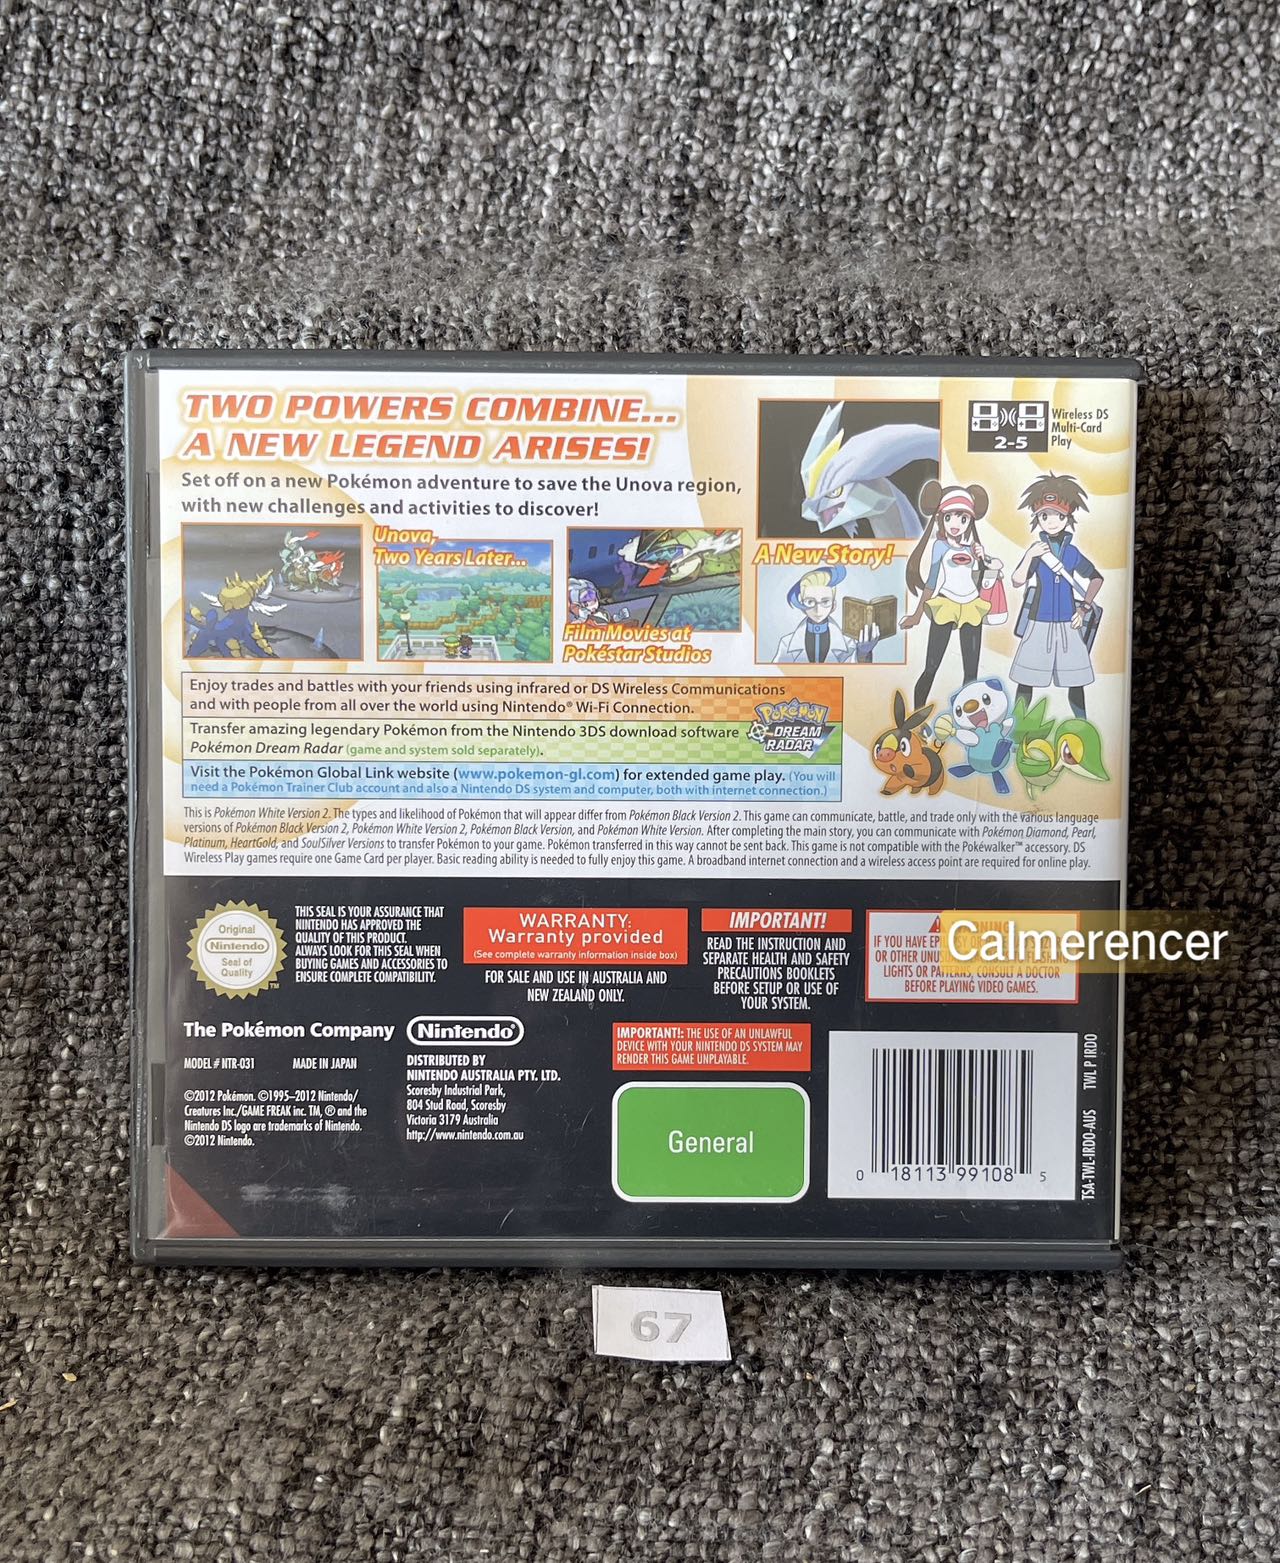 TWO POWERS COMBINE...
A NEW LEGEND ARISES!
Set off on a new Pokémon adventure to save the Unova region,
with new challenges and activities to discover!
Unova,
Two Years Later...
Film Movies at
Pokéstar Studios
A New Story!
2-5
Wireless DS
Multi-Card
Play
Enjoy trades and battles with your friends using infrared or DS Wireless Communications
and with people from all over the world using Nintendo® Wi-Fi Connection.
Transfer amazing legendary Pokémon from the Nintendo 3DS download software
Pokémon Dream Radar (game and system sold separately).
POKéMON
DREAM
RADAR
Visit the Pokémon Global Link website (www.pokemon-gl.com) for extended game play. (You will
need a Pokémon Trainer Club account and also a Nintendo DS system and computer, both with internet connection.)
This is Pokémon White Version 2. The types and likelihood of Pokémon that will appear differ from Pokémon Black Version 2. This game can communicate, battle, and trade only with the various language
versions of Pokémon Black Version 2, Pokémon White Version 2, Pokémon Black Version, and Pokémon White Version. After completing the main story, you can communicate with Pokémon Diamond, Pearl,
Platinum, HeartGold, and SoulSilver Versions to transfer Pokémon to your game. Pokémon transferred in this way cannot be sent back. This game is not compatible with the Pokéwalker™ accessory. DS
Wireless Play games require one Game Card per player. Basic reading ability is needed to fully enjoy this game. A broadband internet connection and a wireless access point are required for online play.
Original
Nintendo
Seal of
Quality
TM
THIS SEAL IS YOUR ASSURANCE THAT
NINTENDO HAS APPROVED THE
QUALITY OF THIS PRODUCT.
ALWAYS LOOK FOR THIS SEAL WHEN
BUYING GAMES AND ACCESSORIES TO
ENSURE COMPLETE COMPATIBILITY.
WARRANTY:
Warranty provided
(See complete warranty information inside box)
FOR SALE AND USE IN AUSTRALIA AND
NEW ZEALAND ONLY.
IMPORTANT!
READ THE INSTRUCTION AND
SEPARATE HEALTH AND SAFETY
PRECAUTIONS BOOKLETS
BEFORE SETUP OR USE OF
YOUR SYSTEM.
IF YOU HAVE
OR OTHER
LIGHTS OR PATTERNS, CONSULT A DOCTOR
BEFORE PLAYING VIDEO GAMES.
Calmerencer
The Pokémon Company
Nintendo®
MODEL # NTR-031 MADE IN JAPAN
©2012 Pokémon. ©1995–2012 Nintendo/
Creatures Inc./GAME FREAK inc. TM, ® and the
Nintendo DS logo are trademarks of Nintendo.
©2012 Nintendo.
DISTRIBUTED BY
NINTENDO AUSTRALIA PTY. LTD.
Scoresby Industrial Park,
804 Stud Road, Scoresby
Victoria 3179 Australia
http://www.nintendo.com.au
IMPORTANT!: THE USE OF AN UNLAWFUL
DEVICE WITH YOUR NINTENDO DS SYSTEM MAY
RENDER THIS GAME UNPLAYABLE.
General
0 18113 99108 5
TSA-TWL-IRDO-AUS TWL P IRDO
67